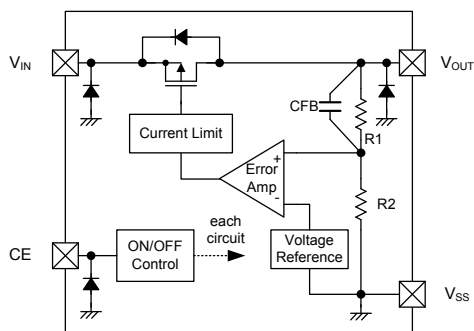 VIN
VOUT
CFB
R1
Current Limit
+
Error
Amp
-
R2
each
circuit
CE
ON/OFF
Control
Voltage
Reference
VSS